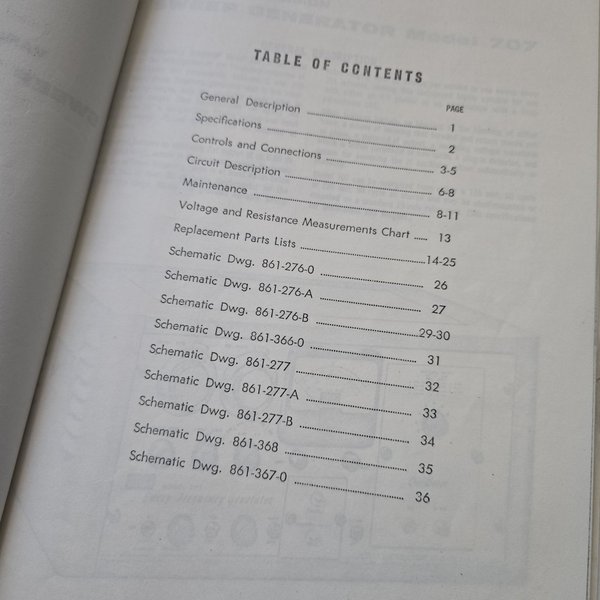 TABLE OF CONTENTS
PAGE
General Description 1
Specifications 2
Controls and Connections 3-5
Circuit Description 6-8
Maintenance 8-11
Voltage and Resistance Measurements Chart 13
Replacement Parts Lists 14-25
Schematic Dwg. 861-276-0 26
Schematic Dwg. 861-276-A 27
Schematic Dwg. 861-276-B 29-30
Schematic Dwg. 861-366-0 31
Schematic Dwg. 861-277 32
Schematic Dwg. 861-277-A 33
Schematic Dwg. 861-277-B 34
Schematic Dwg. 861-368 35
Schematic Dwg. 861-367-0 36